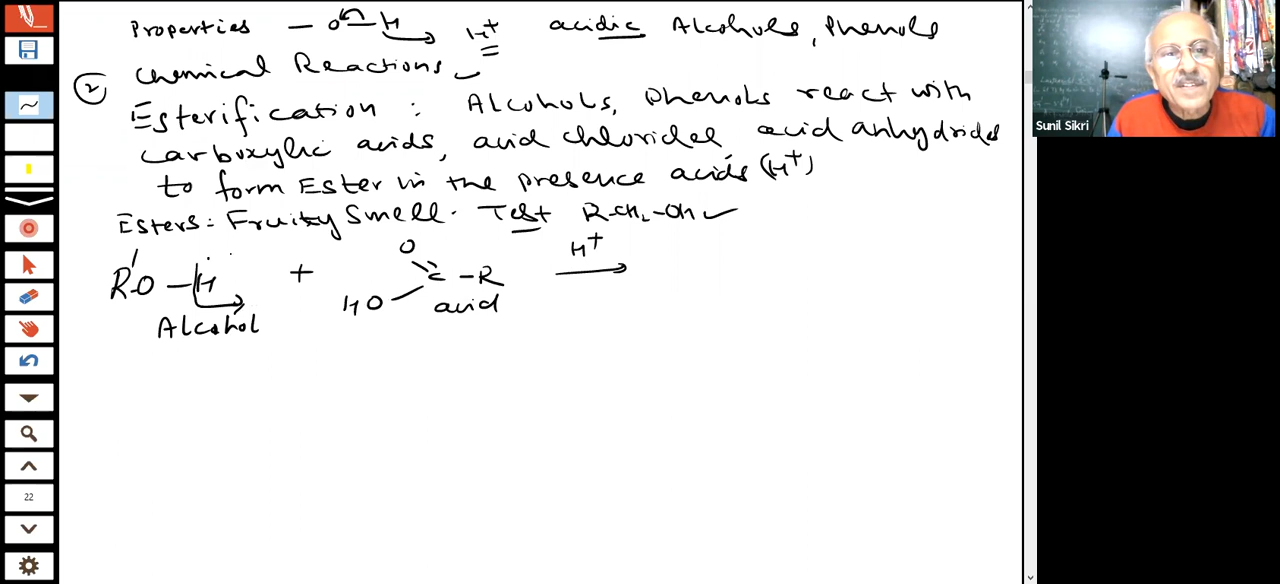 Properties — O—H H+ acidic Alcohols, Phenols
② Chemical Reactions
Esterification : Alcohols, phenols react with
carboxylic acids, acid chlorides acid anhydrides
to form Ester in the presence acids (H+)
Esters: Fruity Smell. Test R-CH2-OH
R'O—H + HO—C(=O)—R H+
Alcohol acid
Sunil Sikri
22